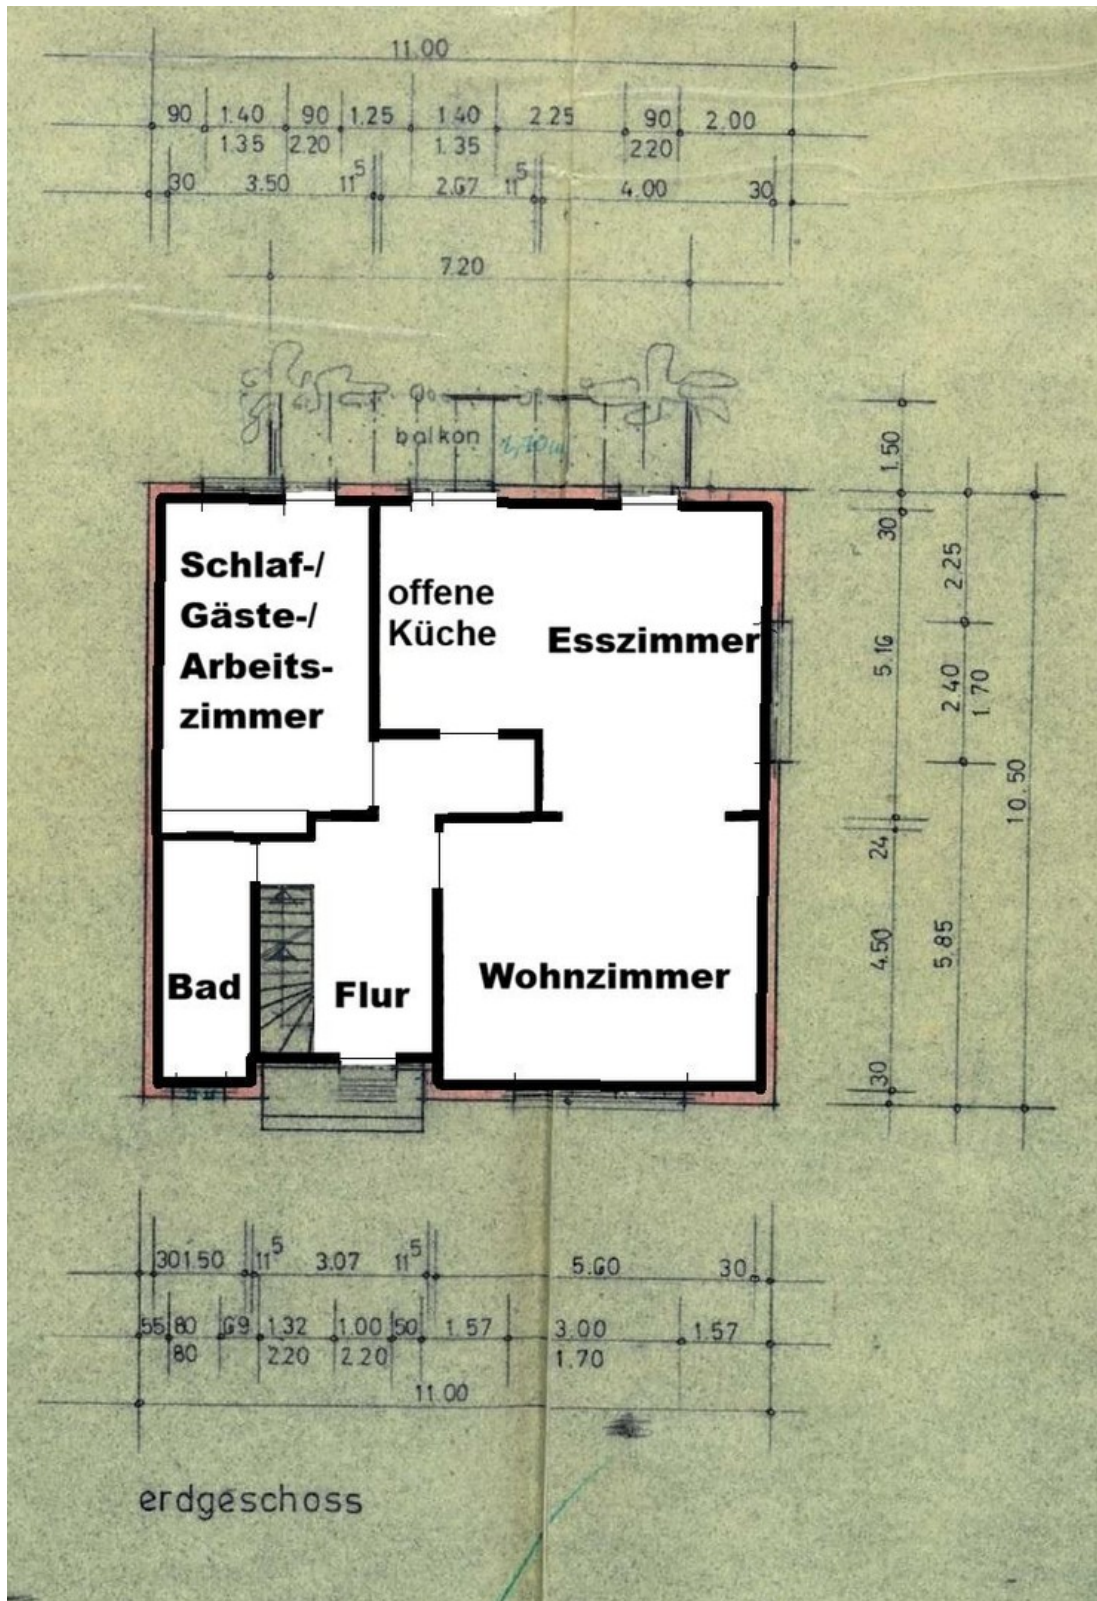 11.00
90 1.40 90 1.25 1.40 2.25 90 2.00
1.35 2.20 1.35 2.20
30 3.50 11⁵ 2.67 11⁵ 4.00 30
7.20
balkon 1,70m
1.50
30
5.16
24
4.50
30
2.25
2.40
1.70
5.85
10.50
Schlaf-/
Gäste-/
Arbeits-
zimmer
offene
Küche
Esszimmer
Bad
Flur
Wohnzimmer
30 1.50 11⁵ 3.07 11⁵ 5.60 30
55 80 69 1.32 1.00 50 1.57 3.00 1.57
80 2.20 2.20 1.70
11.00
erdgeschoss